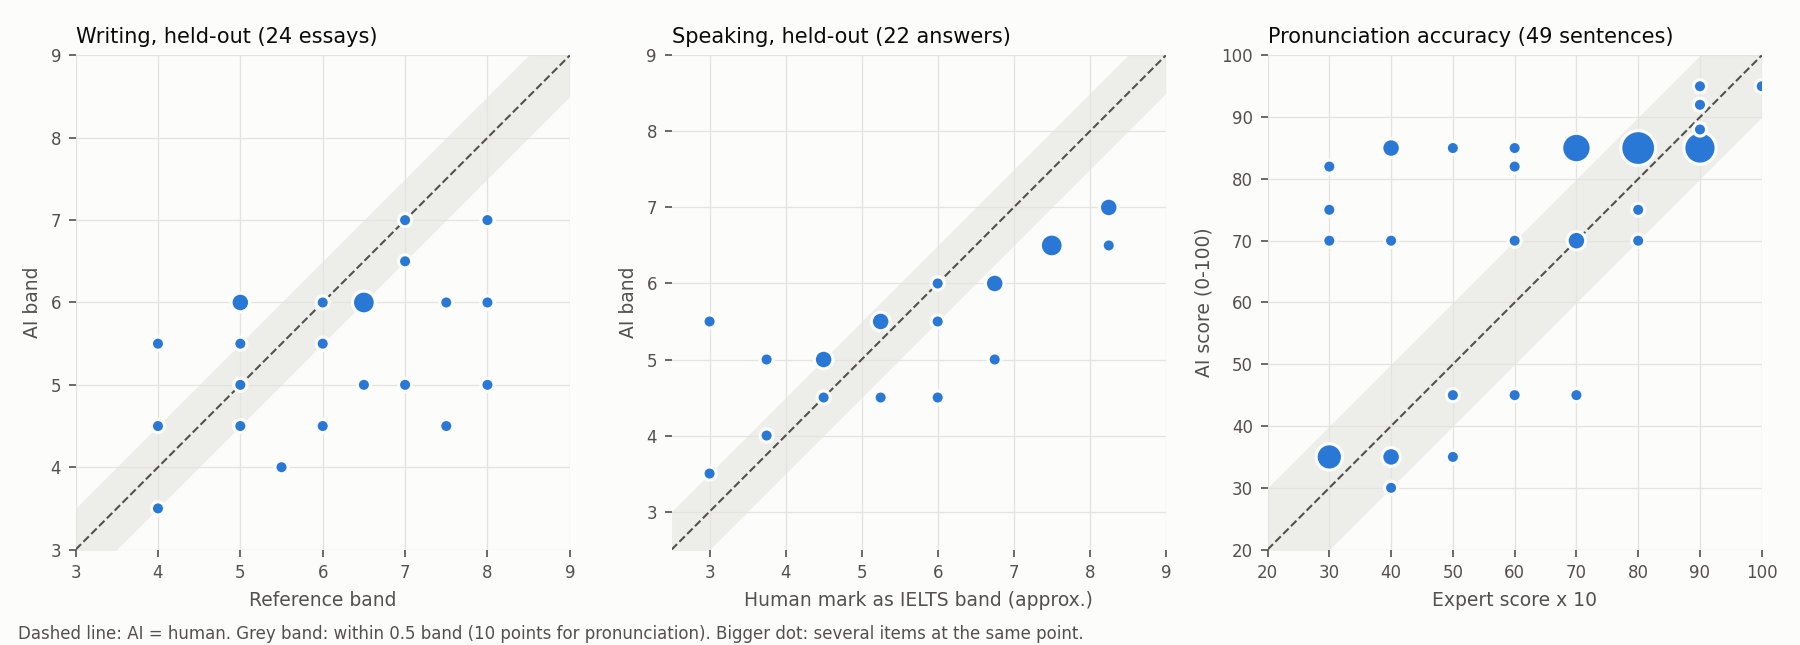 Writing, held-out (24 essays)
9
8
7
6
5
4
3
3 4 5 6 7 8 9
AI band
Reference band
Speaking, held-out (22 answers)
9
8
7
6
5
4
3
3 4 5 6 7 8 9
AI band
Human mark as IELTS band (approx.)
Pronunciation accuracy (49 sentences)
100
90
80
70
60
50
40
30
20
20 30 40 50 60 70 80 90 100
AI score (0-100)
Expert score x 10
Dashed line: AI = human. Grey band: within 0.5 band (10 points for pronunciation). Bigger dot: several items at the same point.